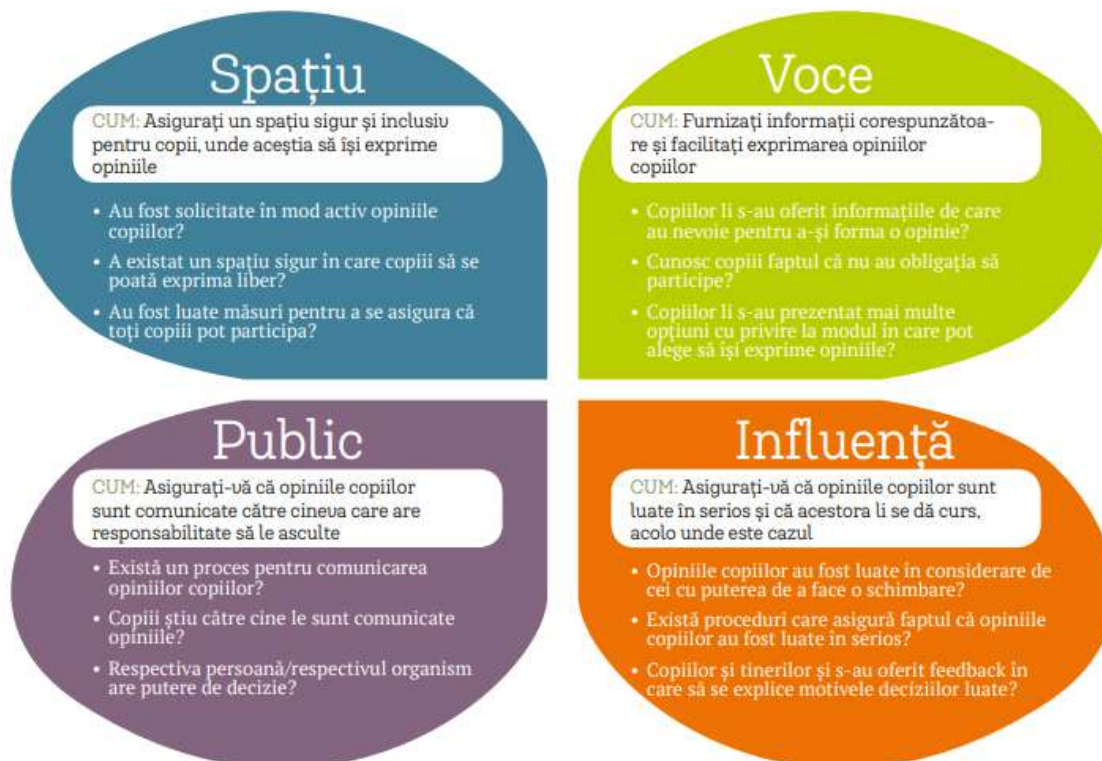 Spațiu
CUM: Asigurați un spațiu sigur și inclusiv
pentru copii, unde aceștia să își exprime
opiniile
• Au fost solicitate în mod activ opiniile
copiilor?
• A existat un spațiu sigur în care copiii să se
poată exprima liber?
• Au fost luate măsuri pentru a se asigura că
toți copiii pot participa?
Voce
CUM: Furnizați informații corespunzătoa-
re și facilitați exprimarea opiniilor
copiilor
• Copiilor li s-au oferit informațiile de care
au nevoie pentru a-și forma o opinie?
• Cunosc copiii faptul că nu au obligația să
participe?
• Copiilor li s-au prezentat mai multe
opțiuni cu privire la modul în care pot
alege să își exprime opiniile?
Public
CUM: Asigurați-vă că opiniile copiilor
sunt comunicate către cineva care are
responsabilitate să le asculte
• Există un proces pentru comunicarea
opiniilor copiilor?
• Copiii știu către cine le sunt comunicate
opiniile?
• Respectiva persoană/respectivul organism
are putere de decizie?
Influență
CUM: Asigurați-vă că opiniile copiilor sunt
luate în serios și că acestora li se dă curs,
acolo unde este cazul
• Opiniile copiilor au fost luate în considerare de
cei cu puterea de a face o schimbare?
• Există proceduri care asigură faptul că opiniile
copiilor au fost luate în serios?
• Copiilor și tinerilor și s-au oferit feedback în
care să se explice motivele deciziilor luate?